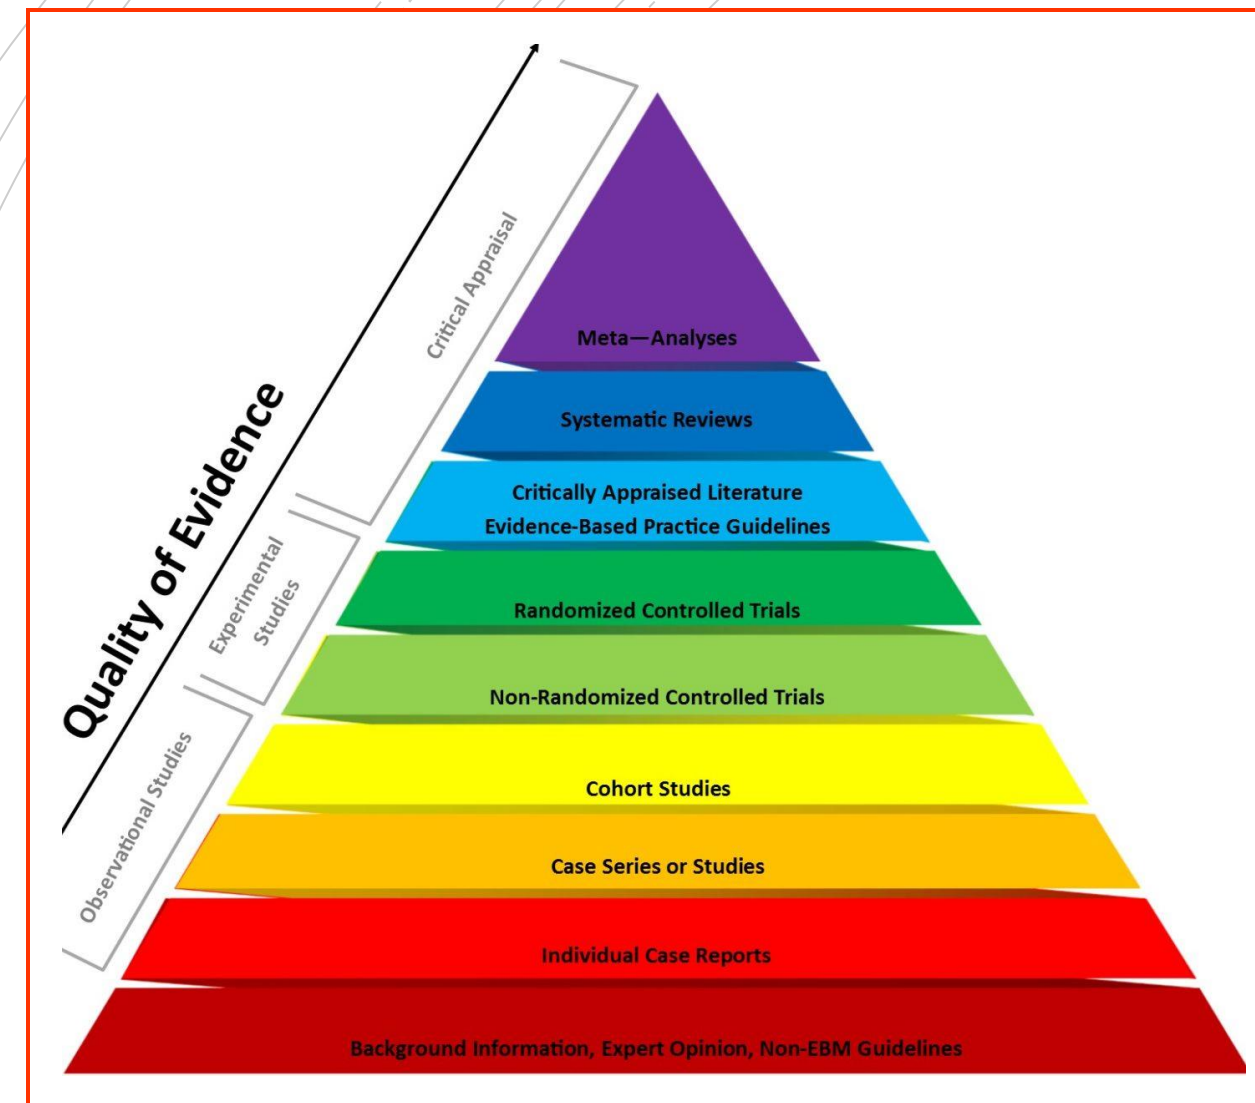 Quality of Evidence
Critical Appraisal
Experimental
Studies
Observational Studies
Meta—Analyses
Systematic Reviews
Critically Appraised Literature
Evidence-Based Practice Guidelines
Randomized Controlled Trials
Non-Randomized Controlled Trials
Cohort Studies
Case Series or Studies
Individual Case Reports
Background Information, Expert Opinion, Non-EBM Guidelines